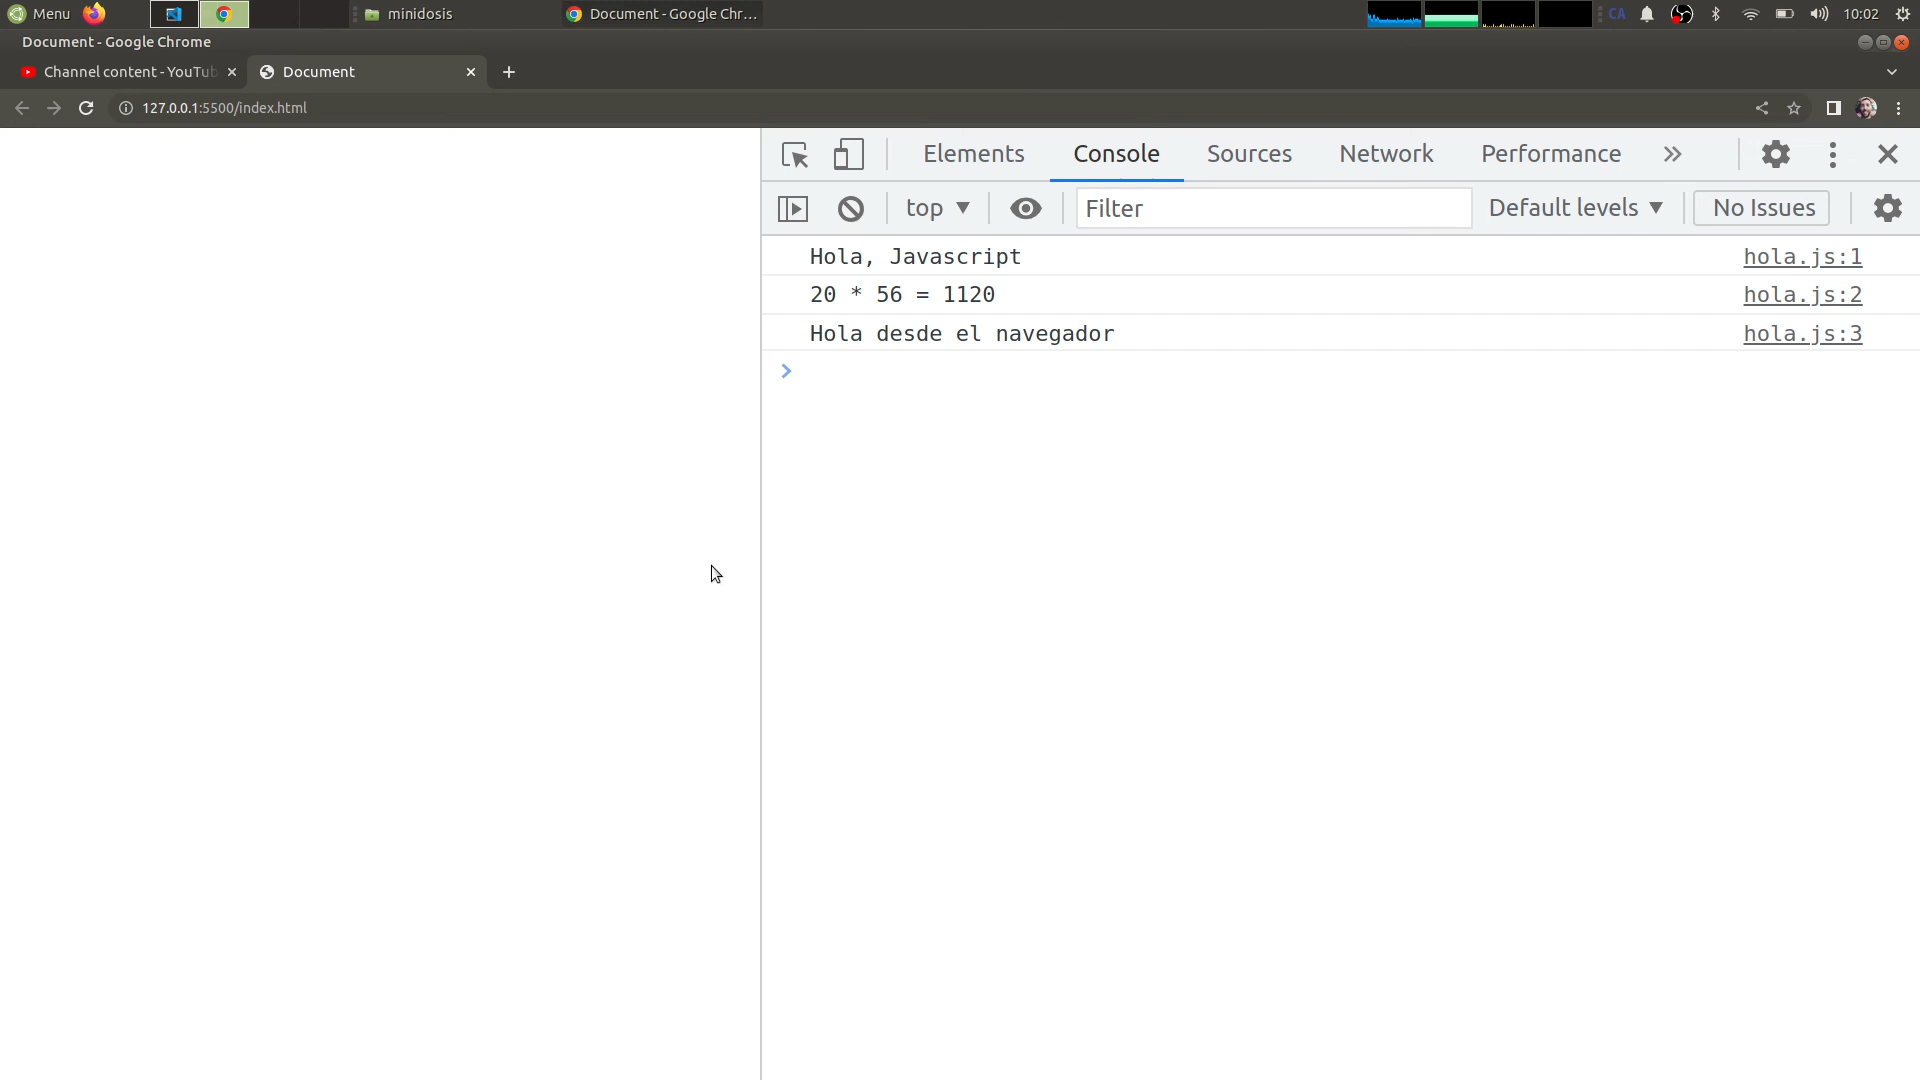 Menu
minidosis
Document - Google Chr...
CA
10:02
Document - Google Chrome
Channel content - YouTub
Document
127.0.0.1:5500/index.html
Elements
Console
Sources
Network
Performance
top
Filter
Default levels
No Issues
Hola, Javascript hola.js:1
20 * 56 = 1120 hola.js:2
Hola desde el navegador hola.js:3